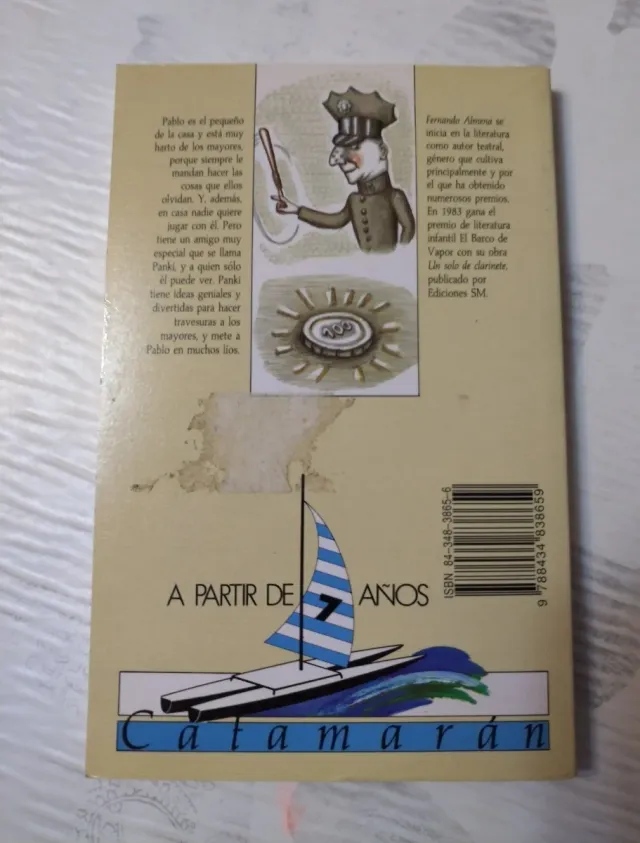 Pablo es el pequeño
de la casa y está muy
harto de los mayores,
porque siempre le
mandan hacer las
cosas que ellos
olvidan. Y, además,
en casa nadie quiere
jugar con él. Pero
tiene un amigo muy
especial que se llama
Panki, y a quien sólo
él puede ver. Panki
tiene ideas geniales y
divertidas para hacer
travesuras a los
mayores, y mete a
Pablo en muchos líos.
100
Fernando Almena se
inicia en la literatura
como autor teatral,
género que cultiva
principalmente y por
el que ha obtenido
numerosos premios.
En 1983 gana el
premio de literatura
infantil El Barco de
Vapor con su obra
Un solo de clarinete,
publicado por
Ediciones SM.
A PARTIR DE 7 AÑOS
ISBN 84-348-3865-6
9 788434 838659
Catamarán